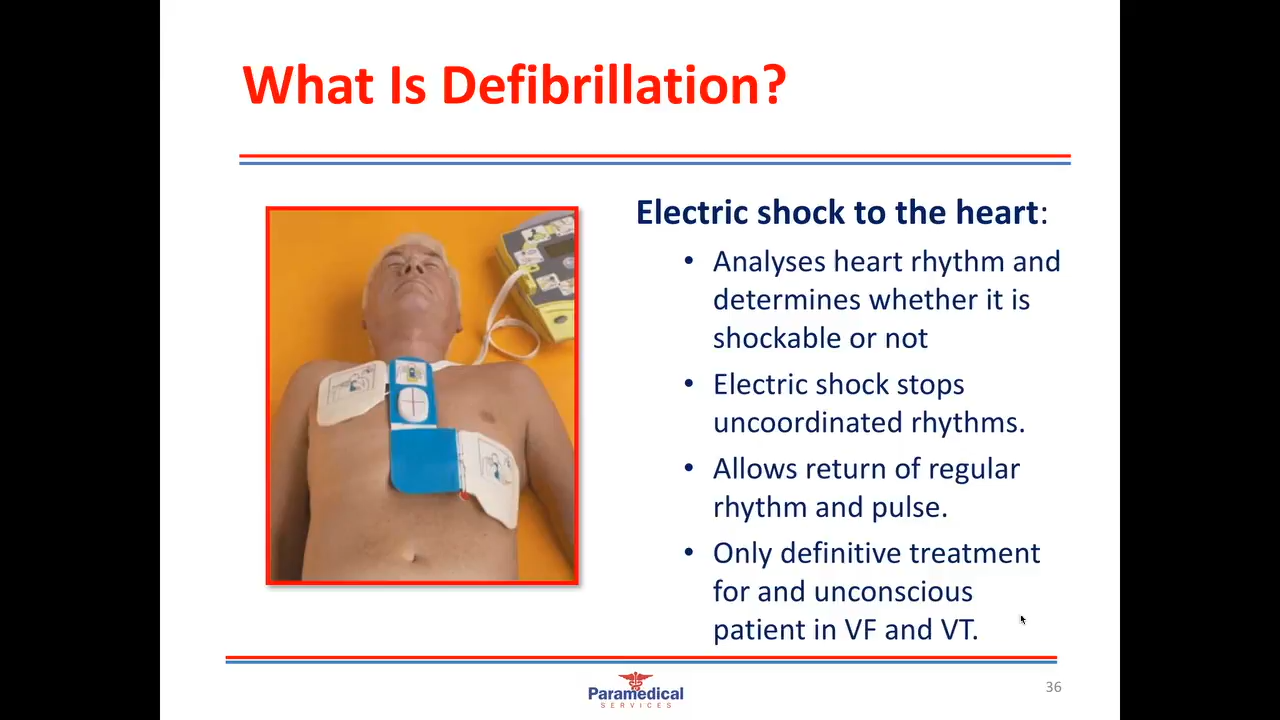 What Is Defibrillation?
Electric shock to the heart:
• Analyses heart rhythm and
determines whether it is
shockable or not
• Electric shock stops
uncoordinated rhythms.
• Allows return of regular
rhythm and pulse.
• Only definitive treatment
for and unconscious
patient in VF and VT.
Paramedical
SERVICES
36